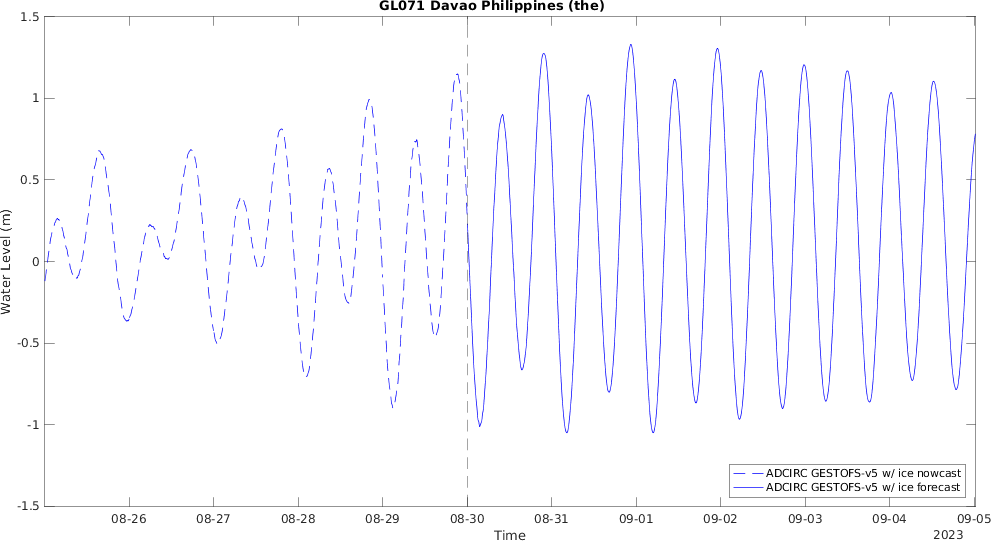 GL071 Davao Philippines (the)
1.5
1
0.5
0
-0.5
-1
-1.5
Water Level (m)
ADCIRC GESTOFS-v5 w/ ice nowcast
ADCIRC GESTOFS-v5 w/ ice forecast
08-26 08-27 08-28 08-29 08-30 08-31 09-01 09-02 09-03 09-04 09-05
Time
2023